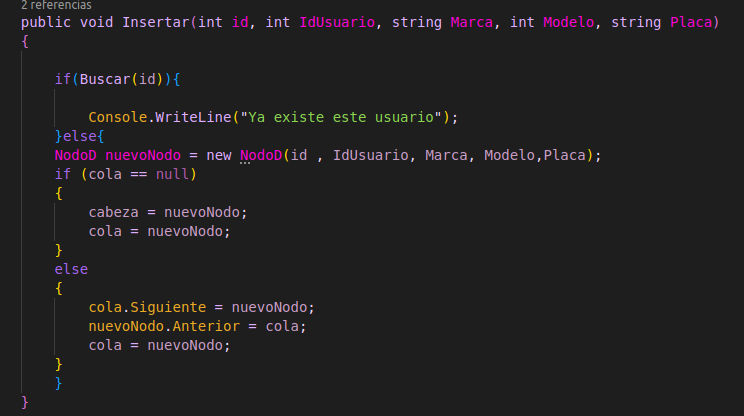 2 referencias
public void Insertar(int id, int IdUsuario, string Marca, int Modelo, string Placa)
{
if(Buscar(id)){
Console.WriteLine("Ya existe este usuario");
}else{
NodoD nuevoNodo = new NodoD(id , IdUsuario, Marca, Modelo,Placa);
if (cola == null)
{
cabeza = nuevoNodo;
cola = nuevoNodo;
}
else
{
cola.Siguiente = nuevoNodo;
nuevoNodo.Anterior = cola;
cola = nuevoNodo;
}
}
}